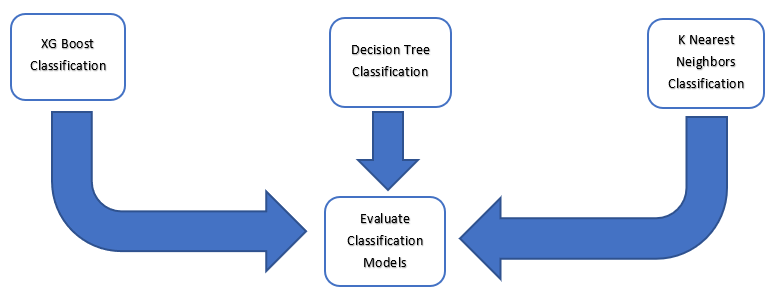 XG Boost
Classification
Decision Tree
Classification
K Nearest
Neighbors
Classification
Evaluate
Classification
Models